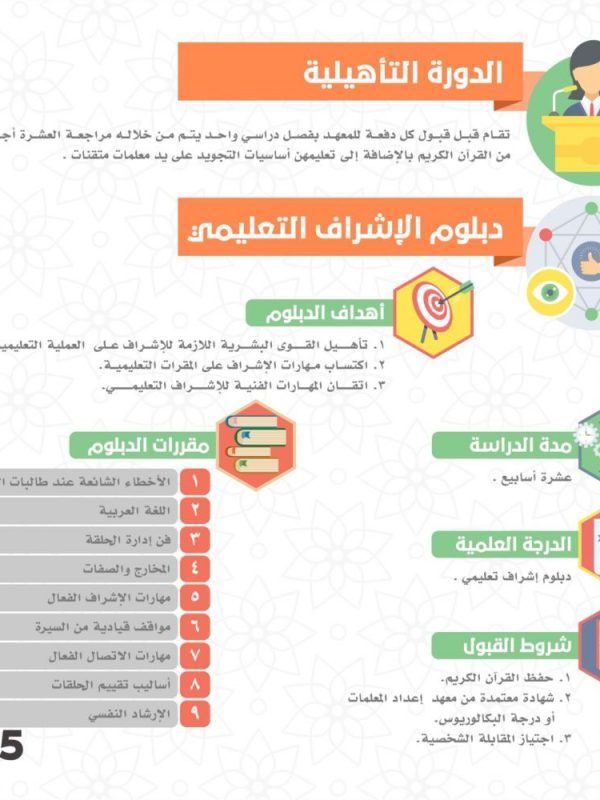 الدورة التأهيلية
تقام قبل قبول كل دفعة للمعهد بفصل دراسي واحد يتم من خلاله مراجعة العشرة
من القرآن الكريم بالإضافة إلى تعليمهن أساسيات التجويد على يد معلمات متقنات .
دبلوم الإشراف التعليمي
أهداف الدبلوم
١. تأهيل القوى البشرية اللازمة للإشراف على العملية التعليمية
٢. اكتساب مهارات الإشراف على المقرات التعليمية.
٣. اتقان المهارات الفنية للإشراف التعليمي.
مدة الدراسة
عشرة أسابيع .
الدرجة العلمية
دبلوم إشراف تعليمي .
شروط القبول
١. حفظ القرآن الكريم.
٢. شهادة معتمدة من معهد إعداد المعلمات
أو درجة البكالوريوس.
٣. اجتياز المقابلة الشخصية.
مقررات الدبلوم
١ الأخطاء الشائعة عند طالبات
٢ اللغة العربية
٣ فن إدارة الحلقة
٤ المخارج والصفات
٥ مهارات الإشراف الفعال
٦ مواقف قيادية من السيرة
٧ مهارات الاتصال الفعال
٨ أساليب تقييم الحلقات
٩ الإرشاد النفسي
5